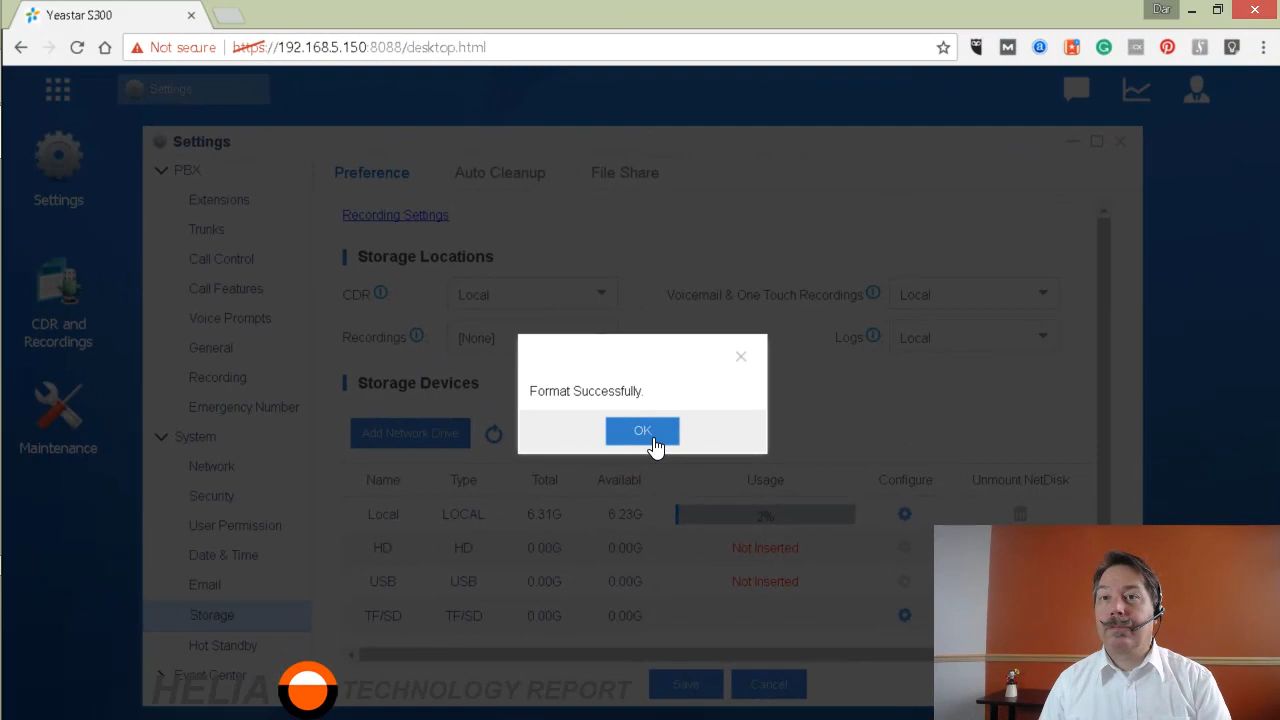 Yeastar S300
Dar
Not secure
https://192.168.5.150:8088/desktop.html
Settings
Settings
Settings
CDR and
Recordings
Maintenance
PBX
Extensions
Trunks
Call Control
Call Features
Voice Prompts
General
Recording
Emergency Number
System
Network
Security
User Permission
Date & Time
Email
Storage
Hot Standby
Event Center
Preference Auto Cleanup File Share
Recording Settings
Storage Locations
CDR Local Voicemail & One Touch Recordings : Local
Recordings : [None] Logs : Local
Format Successfully.
OK
Storage Devices
Add Network Drive
Name Type Total Availabl Usage Configure Unmount NetDisk
Local LOCAL 6.31G 6.23G 2%
HD HD 0.00G 0.00G Not Inserted
USB USB 0.00G 0.00G Not Inserted
TF/SD TF/SD 0.00G 0.00G
Save Cancel
HELIA TECHNOLOGY REPORT